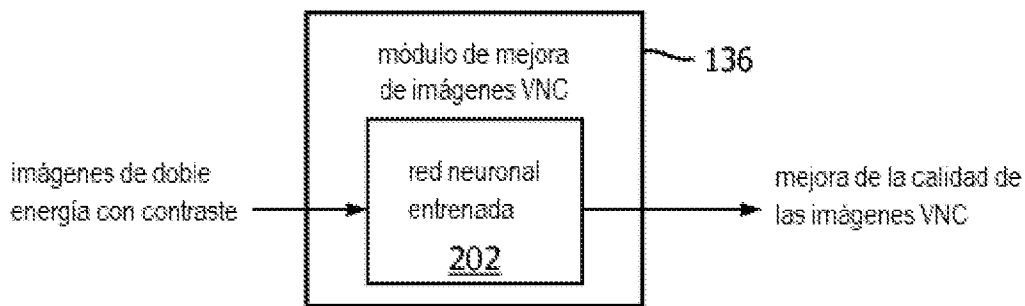 módulo de mejora
de imágenes VNC
136
imágenes de doble
energía con contraste
red neuronal
entrenada
202
mejora de la calidad de
las imágenes VNC